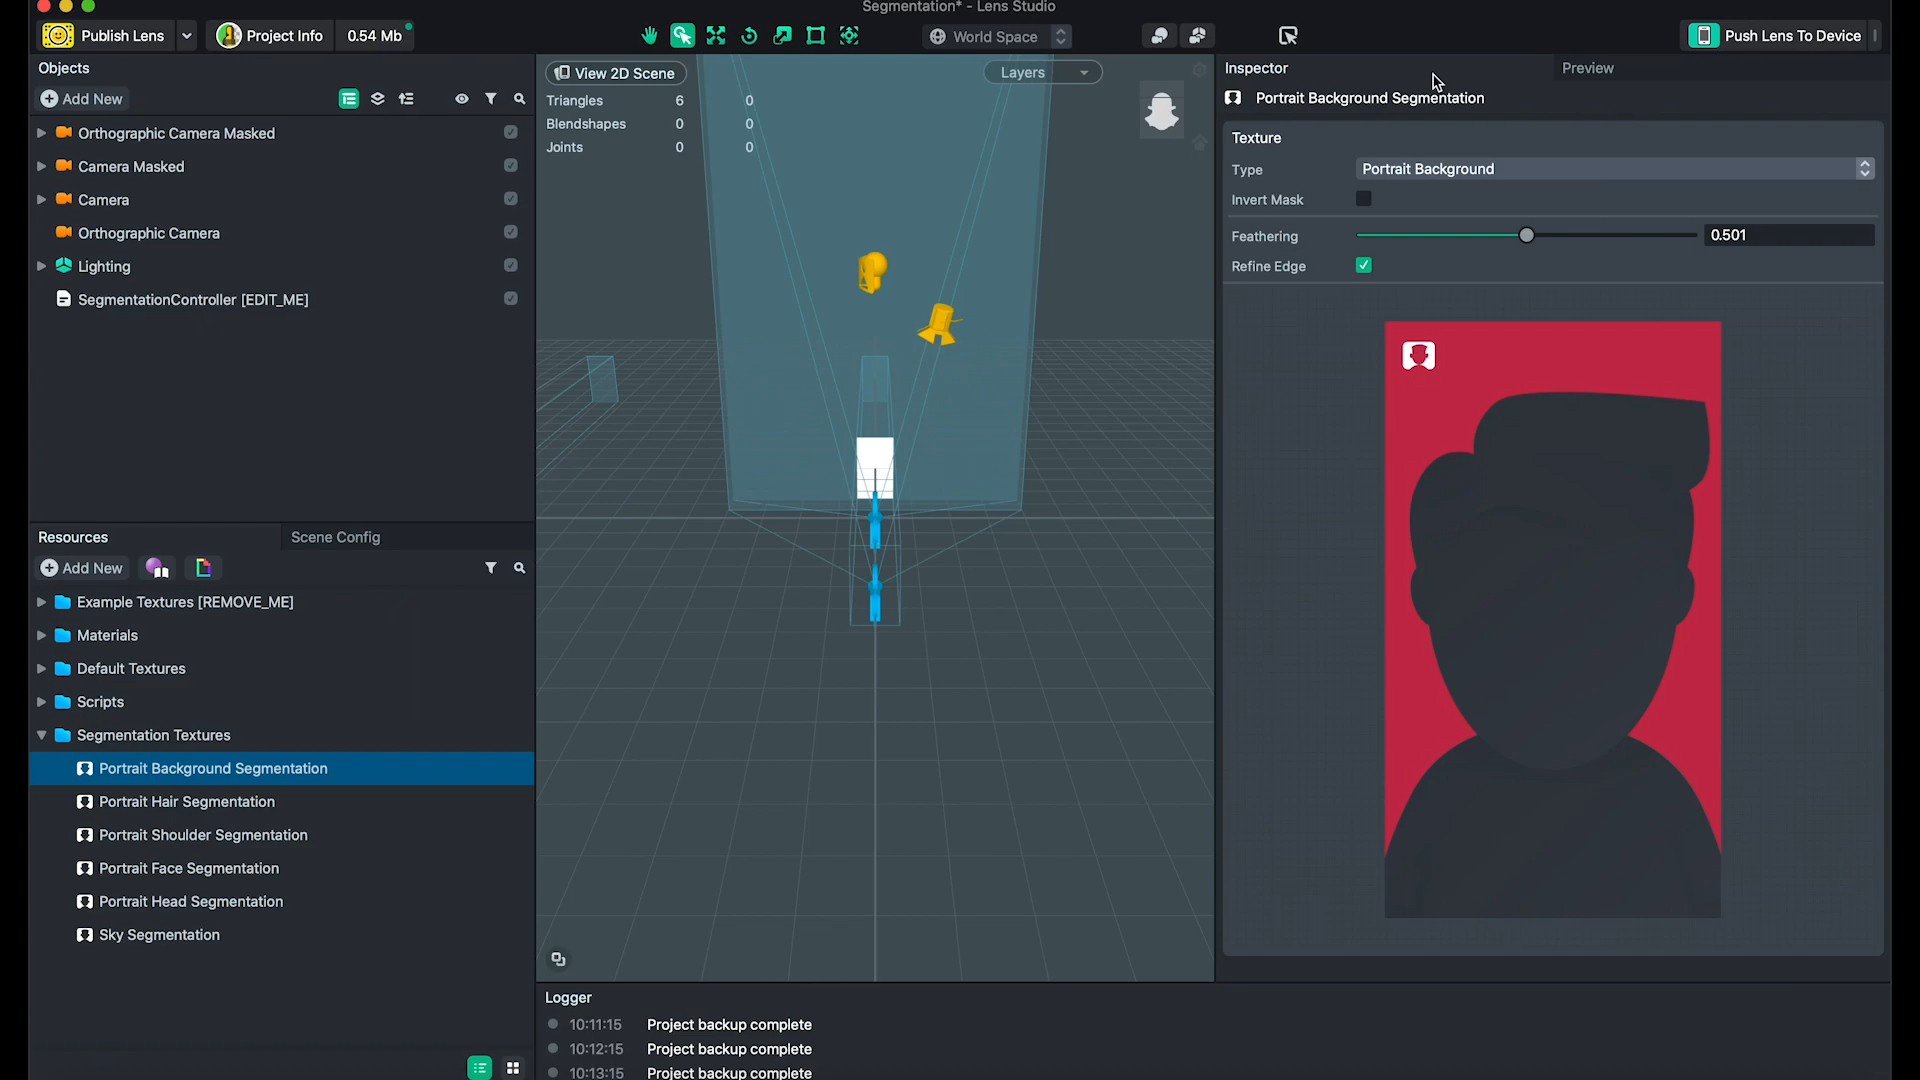 Segmentation* - Lens Studio
Publish Lens
Project Info
0.54 Mb
World Space
Push Lens To Device
Objects
Add New
Orthographic Camera Masked
Camera Masked
Camera
Orthographic Camera
Lighting
SegmentationController [EDIT_ME]
Resources
Scene Config
Add New
Example Textures [REMOVE_ME]
Materials
Default Textures
Scripts
Segmentation Textures
Portrait Background Segmentation
Portrait Hair Segmentation
Portrait Shoulder Segmentation
Portrait Face Segmentation
Portrait Head Segmentation
Sky Segmentation
View 2D Scene
Layers
Triangles 6 0
Blendshapes 0 0
Joints 0 0
Logger
10:11:15 Project backup complete
10:12:15 Project backup complete
10:13:15 Project backup complete
Inspector
Preview
Portrait Background Segmentation
Texture
Type Portrait Background
Invert Mask
Feathering 0.501
Refine Edge